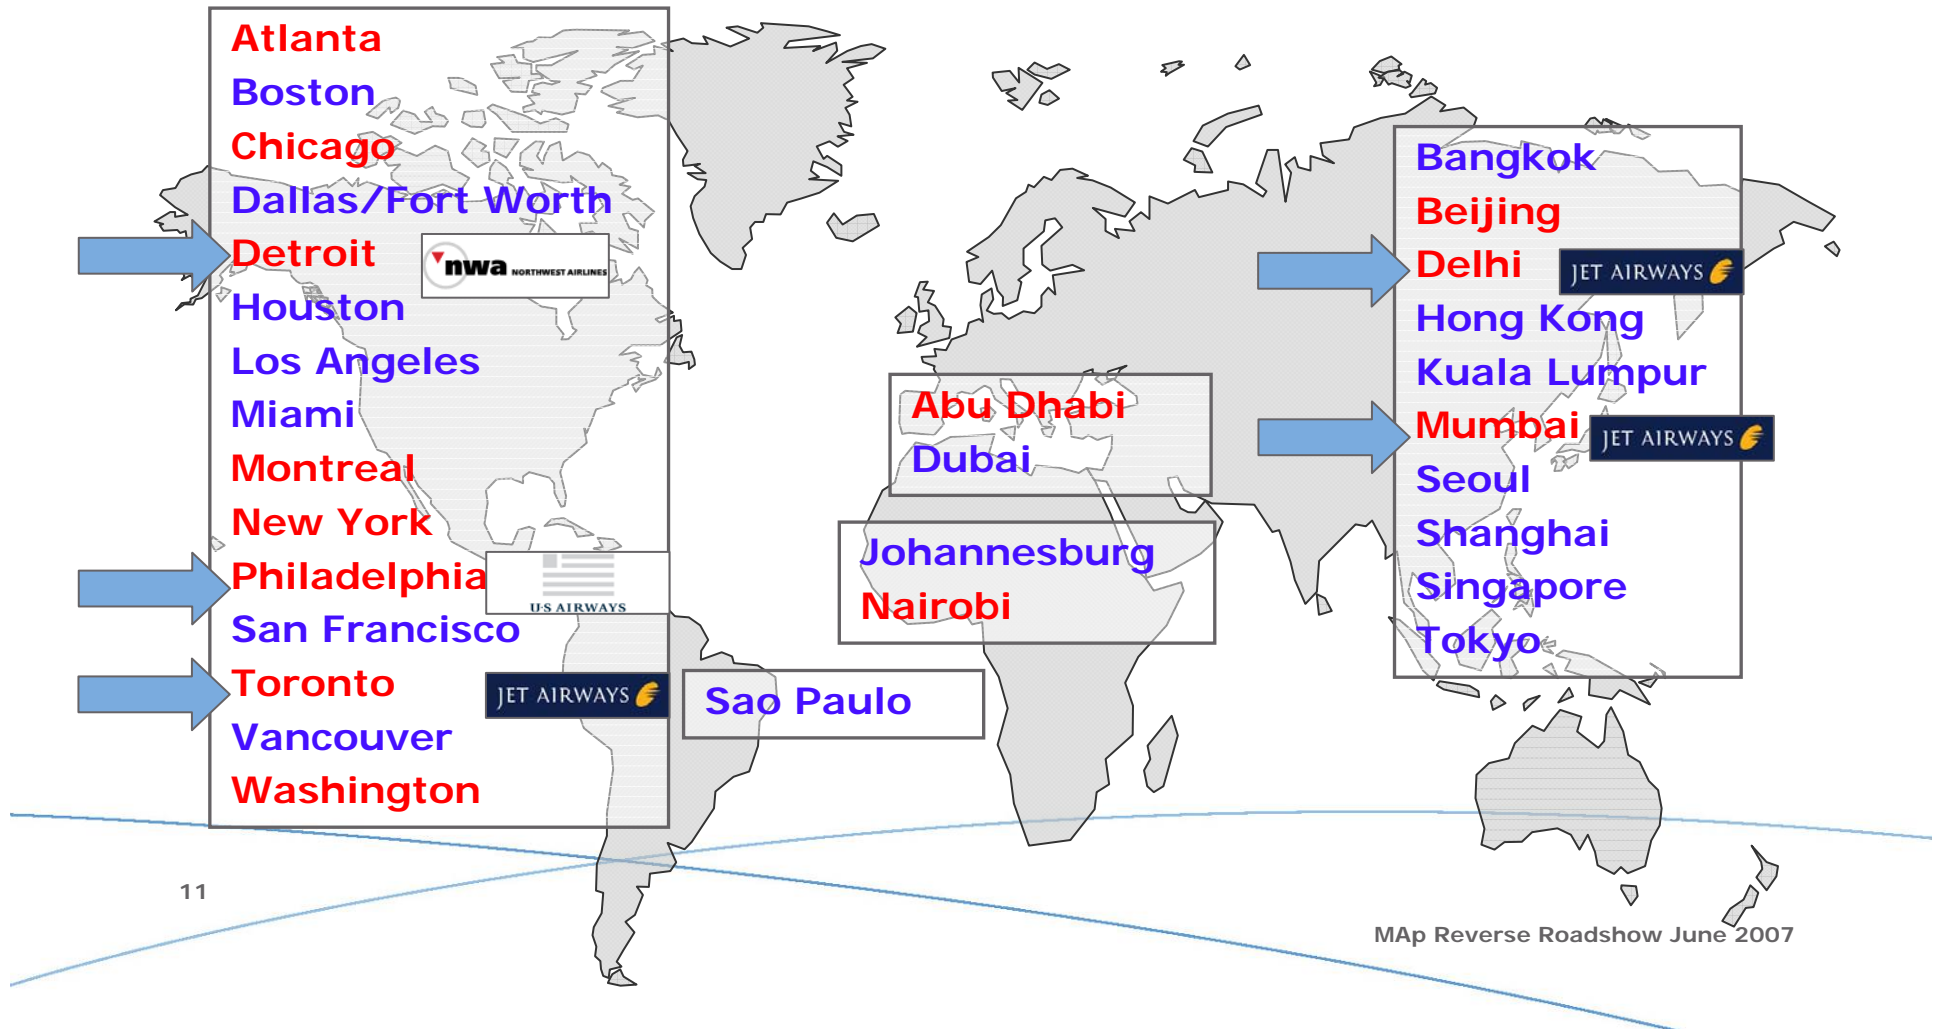 Atlanta
Boston
Chicago
Dallas/Fort Worth
Detroit
nwa NORTHWEST AIRLINES
Houston
Los Angeles
Miami
Montreal
New York
Philadelphia
U·S AIRWAYS
San Francisco
Toronto
JET AIRWAYS
Vancouver
Washington
Sao Paulo
Abu Dhabi
Dubai
Johannesburg
Nairobi
Bangkok
Beijing
Delhi
JET AIRWAYS
Hong Kong
Kuala Lumpur
Mumbai
JET AIRWAYS
Seoul
Shanghai
Singapore
Tokyo
11
MAp Reverse Roadshow June 2007